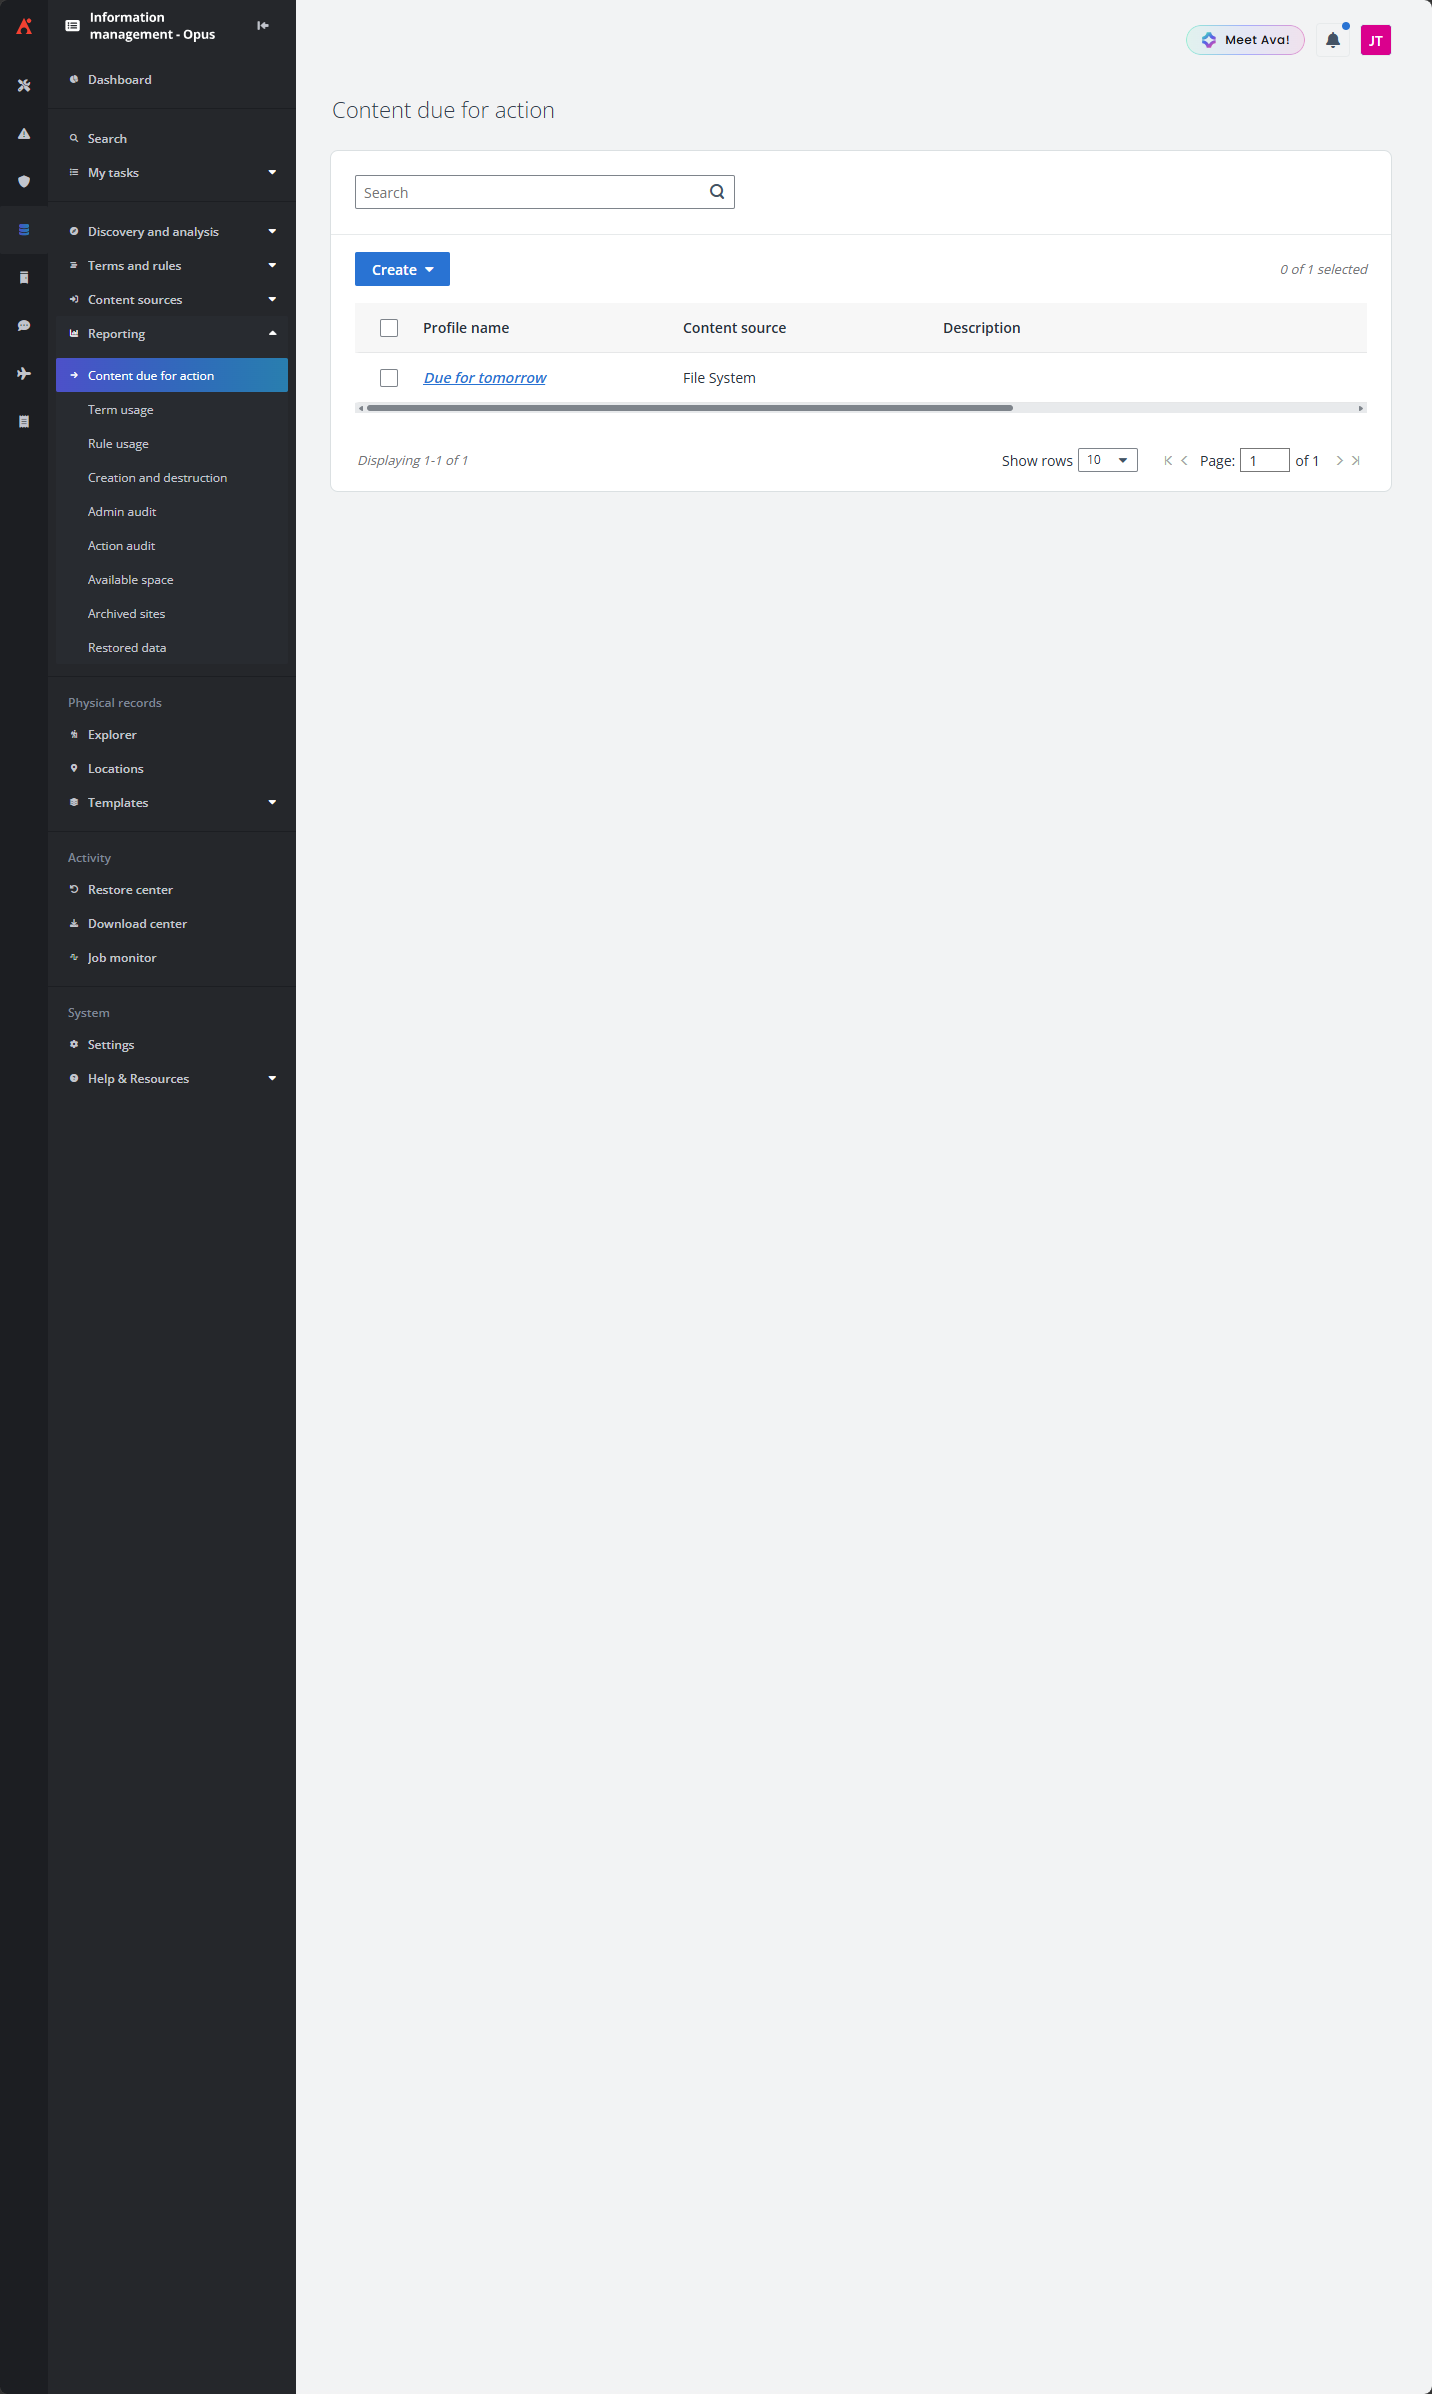 Information
management - Opus
Dashboard
Search
My tasks
Discovery and analysis
Terms and rules
Content sources
Reporting
Content due for action
Term usage
Rule usage
Creation and destruction
Admin audit
Action audit
Available space
Archived sites
Restored data
Physical records
Explorer
Locations
Templates
Activity
Restore center
Download center
Job monitor
System
Settings
Help & Resources
Meet Ava!
JT
Content due for action
Search
Create
0 of 1 selected
Profile name Content source Description
Due for tomorrow File System
Displaying 1-1 of 1 Show rows 10 Page: 1 of 1